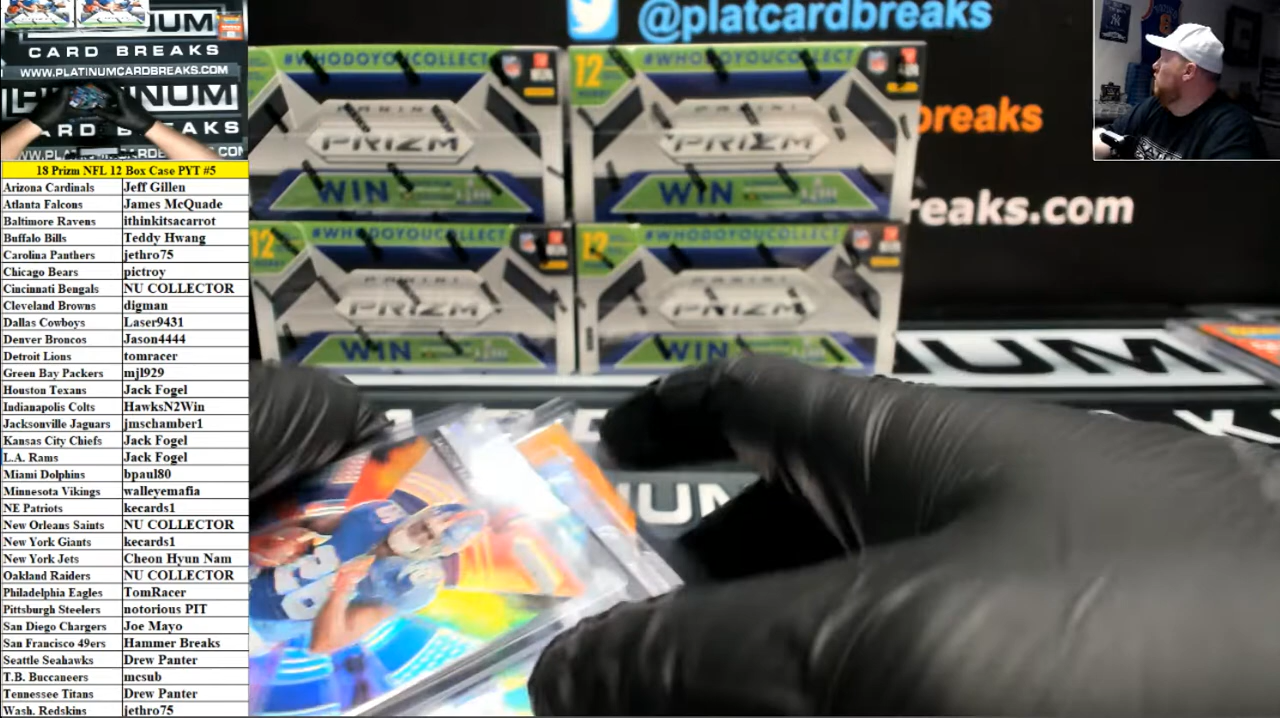 CARD BREAKS
WWW.PLATINUMCARDBREAKS.COM
@platcardbreaks
breaks
reaks.com
#WHODOYOUCOLLECT
12
PANINI
PRIZM
WIN
#WHODOYOUCOLLECT
12
PANINI
PRIZM
WIN
#WHODOYOUCOLLECT
12
PRIZM
WIN
#WHODOYOUCOLLECT
12
PRIZM
WIN
18 Prizm NFL 12 Box Case PYT #5
Arizona Cardinals Jeff Gillen
Atlanta Falcons James McQuade
Baltimore Ravens ithinkitsacarrot
Buffalo Bills Teddy Hwang
Carolina Panthers jethro75
Chicago Bears pictroy
Cincinnati Bengals NU COLLECTOR
Cleveland Browns digman
Dallas Cowboys Laser9431
Denver Broncos Jason4444
Detroit Lions tomracer
Green Bay Packers mjl929
Houston Texans Jack Fogel
Indianapolis Colts HawksN2Win
Jacksonville Jaguars jmschamber1
Kansas City Chiefs Jack Fogel
L.A. Rams Jack Fogel
Miami Dolphins bpaul80
Minnesota Vikings walleyemafia
NE Patriots kecards1
New Orleans Saints NU COLLECTOR
New York Giants kecards1
New York Jets Cheon Hyun Nam
Oakland Raiders NU COLLECTOR
Philadelphia Eagles TomRacer
Pittsburgh Steelers notorious PIT
San Diego Chargers Joe Mayo
San Francisco 49ers Hammer Breaks
Seattle Seahawks Drew Panter
T.B. Buccaneers mcsub
Tennessee Titans Drew Panter
Wash. Redskins jethro75